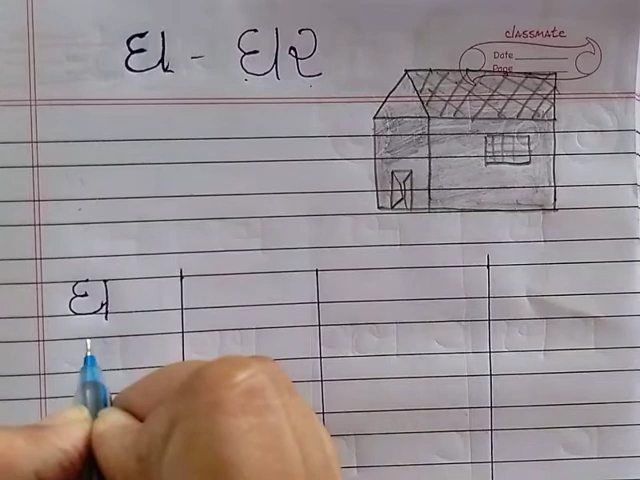 ઘ - ઘર
classmate
Date
Page
ઘ